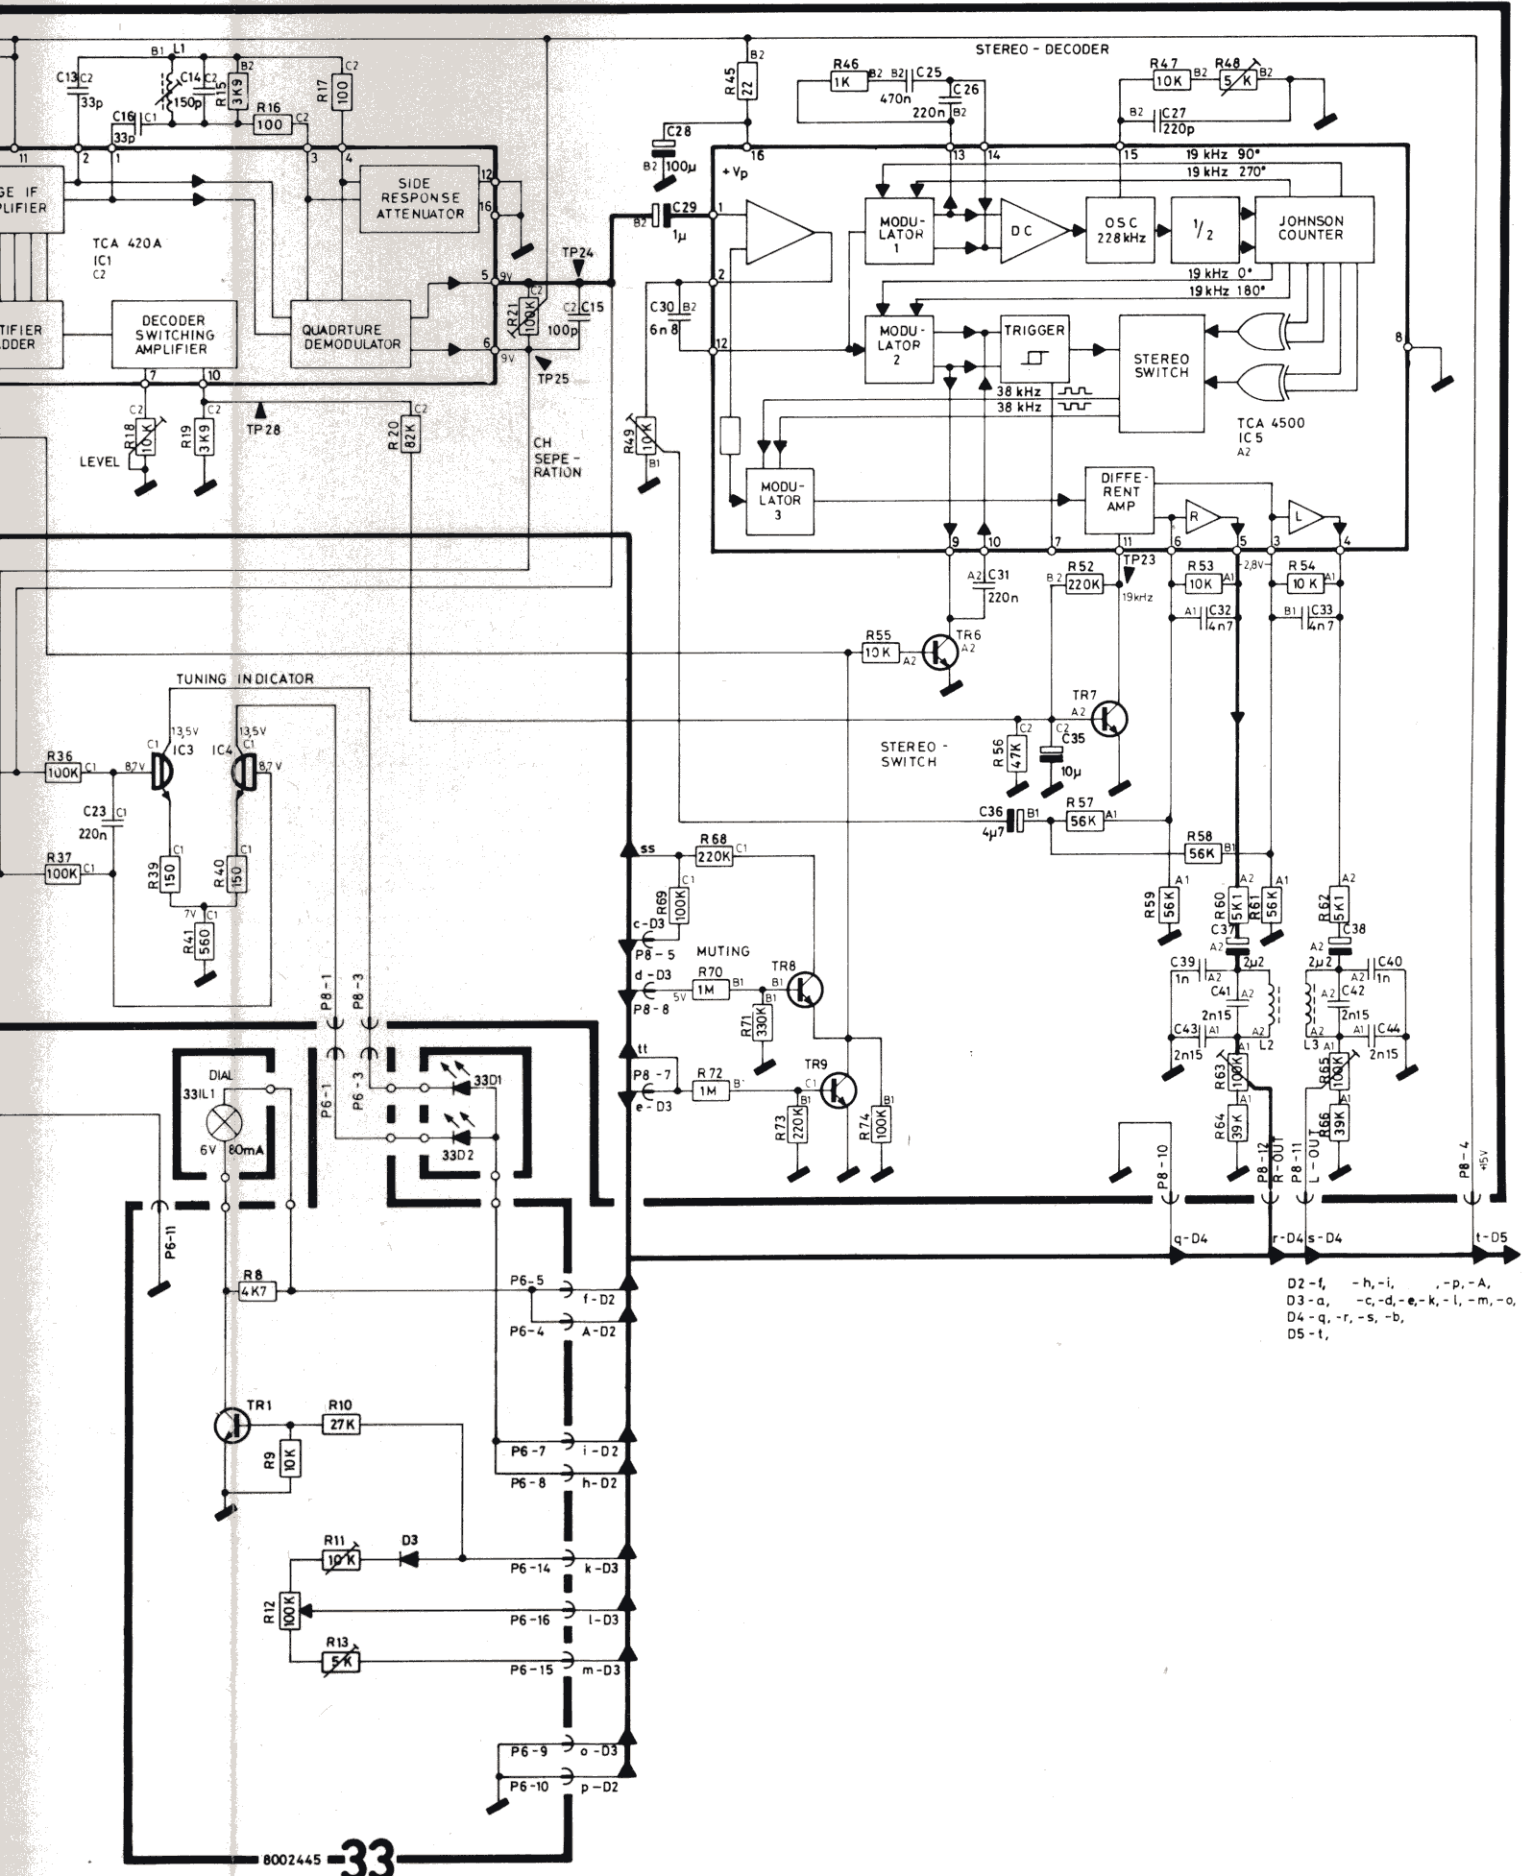 STEREO - DECODER
B1 L1
C13 C2
33p
C14 C2
150p
B2
R15
3K9
C16 C1
33p
R16
100 C2
C2
R17
100
B2
R45
22
R46
1K
B2 B2 C25
470n
C26
220n B2
R47
10K B2
R48
5 K B2
B2 C27
220p
C28
B2 100µ
11 2 1 3 4
16 13 14 15
+Vp
19 kHz 90°
19 kHz 270°
SIDE
RESPONSE
ATTENUATOR
12
16
GE IF
PLIFIER
TCA 420A
IC1
C2
C29
B2
1µ
1
MODU-
LATOR
1
DC
OSC
228kHz
1/2
JOHNSON
COUNTER
TP24
5 9V
C2
R21
100K
C2 C15
100p
6 9V
TP25
2
C30 B2
6n8
12
19 kHz 0°
19 kHz 180°
MODU-
LATOR
2
TRIGGER
STEREO
SWITCH
8
TIFIER
ADDER
DECODER
SWITCHING
AMPLIFIER
QUADRTURE
DEMODULATOR
38 kHz
38 kHz
TCA 4500
IC5
A2
7 10
C2
R18
10K
LEVEL
C2
R19
3K9
TP28
C2
R20
82K
CH
SEPE-
RATION
R49
10K
B1
MODU-
LATOR
3
DIFFE-
RENT
AMP
R
L
9 10 7 11 6 5 3 4
A2 C31
220n
B2 R52
220K
TP23
19kHz
R53
10K A1
2,8V
R54
10K A1
A1 C32
4n7
B1 C33
4n7
R55
10K A2
TR6
A2
TUNING INDICATOR
13,5V
C1
IC3
13,5V
C1
IC4
8,7V
8,7V
R36
100K C1
C23 C1
220n
R37
100K C1
C1
R39
150
C1
R40
150
7V C1
R41
560
STEREO-
SWITCH
C2
R56
47K
C2
C35
10µ
TR7
A2
C36
4µ7
B1
R57
56K A1
R58
56K B1
ss
R68
220K C1
C1
R69
100K
c-D3
P8-5
MUTING
d-D3
P8-8
5V
R70
1M B1
B1
R71
330K
B1
TR8
tt
P8-7
e-D3
R72
1M B1
C1
TR9
R73
220K
R74
100K
A1
R59
56K
A2
R60
5K1
A1
R61
56K
A2
R62
5K1
C37
A2
2µ2
C38
A2
2µ2
C39
1n A2
C41 A2
2n15
C43 A1
2n15
A2 L2
A2 C40
1n
A2 C42
2n15
L3 A2
A1 C44
2n15
A1
R63
100K
A1
R64
39K
A1
R65
100K
A1
R66
39K
P8-1
P8-3
P6-1
P6-3
DIAL
33IL1
6V 80mA
33D1
33D2
P8-10
P8-12
R-OUT
P8-11
L-OUT
P8-4
+15V
P6-11
q-D4
r-D4
s-D4
t-D5
R8
4K7
P6-5
f-D2
P6-4
A-D2
D2-f, -h,-i, ,-p,-A,
D3-a, -c,-d,-e,-k,-l,-m,-o,
D4-q,-r,-s,-b,
D5-t,
TR1
R10
27K
R9
10K
P6-7 i-D2
P6-8 h-D2
R11
10K
D3
P6-14 k-D3
R12
100K
P6-16 l-D3
R13
5K
P6-15 m-D3
P6-9 o-D3
P6-10 p-D2
8002445 33